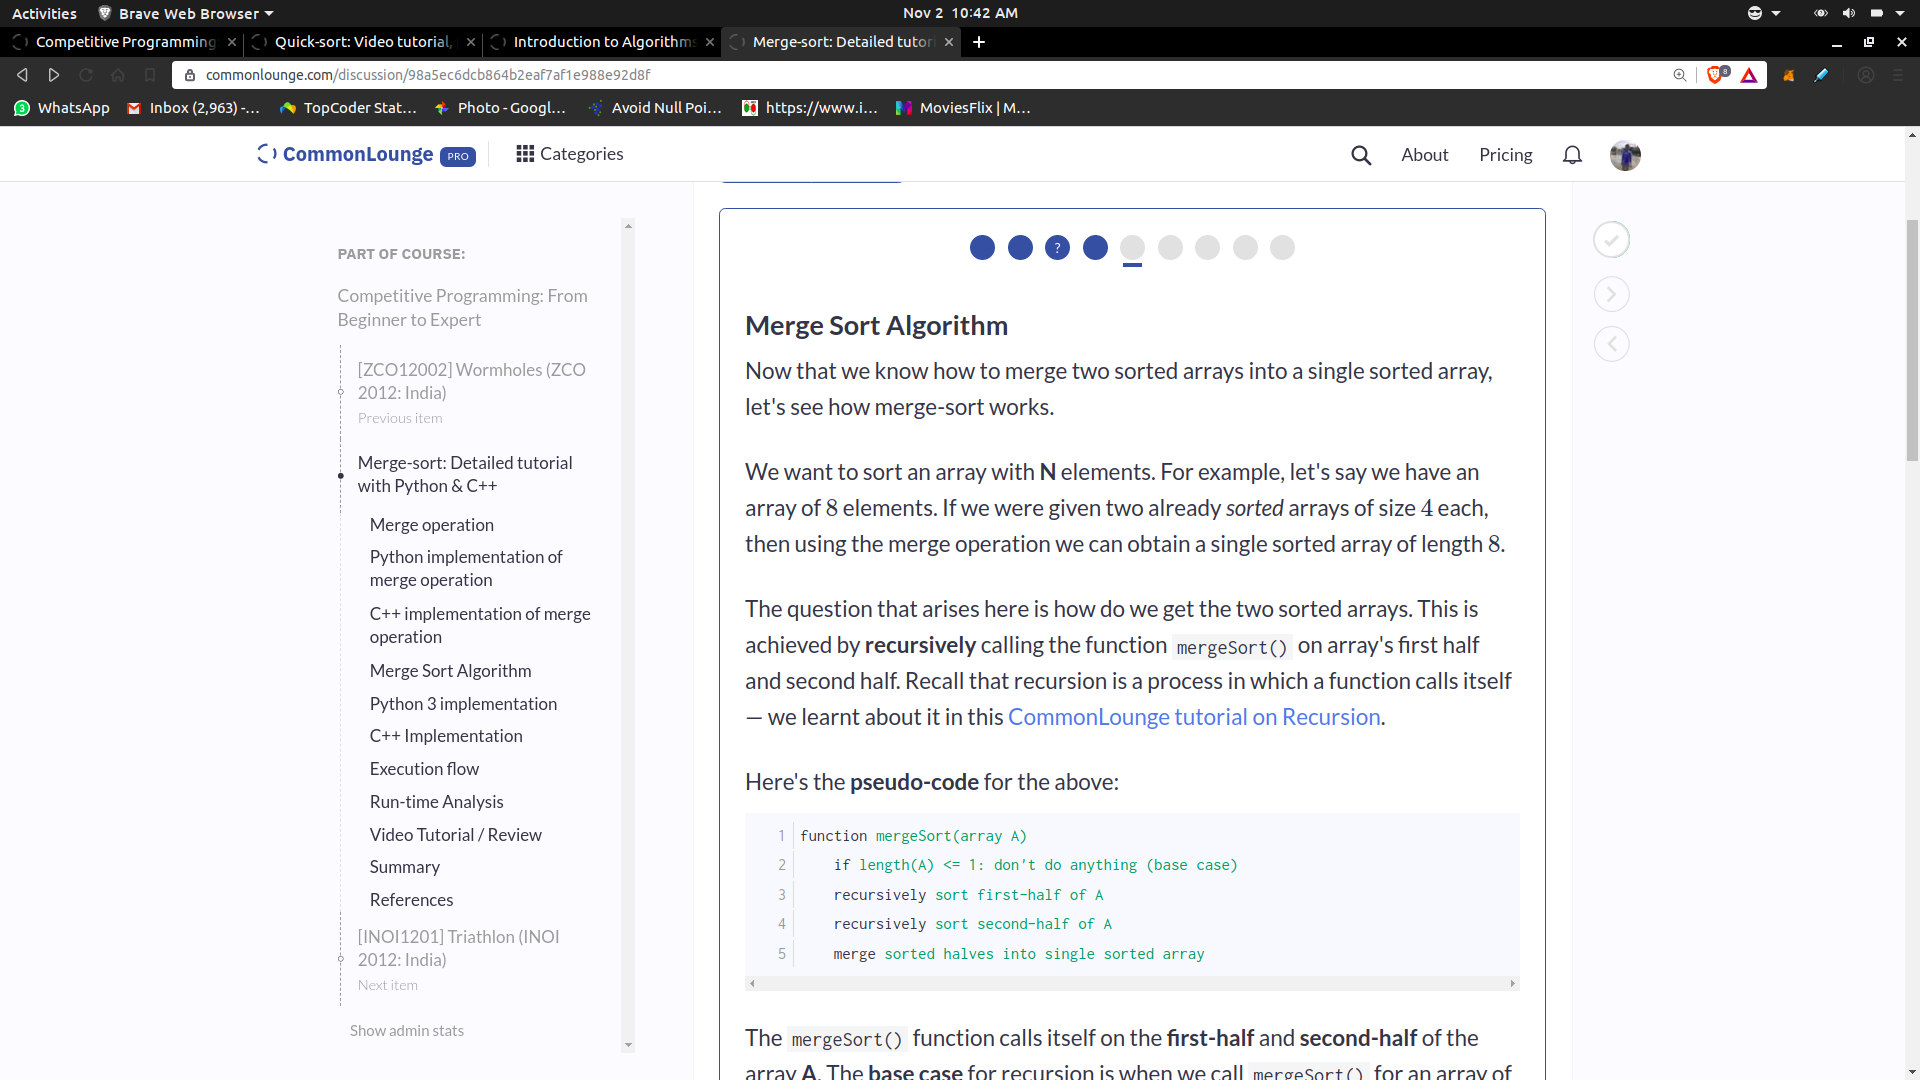 Activities
Brave Web Browser
Nov 2 10:42 AM
Competitive Programming
Quick-sort: Video tutorial,
Introduction to Algorithms
Merge-sort: Detailed tutori
commonlounge.com/discussion/98a5ec6dcb864b2eaf7af1e988e92d8f
8
3
WhatsApp
Inbox (2,963) -...
TopCoder Stat...
Photo - Googl...
Avoid Null Poi...
https://www.i...
MoviesFlix | M...
CommonLounge PRO
Categories
About
Pricing
PART OF COURSE:
Competitive Programming: From
Beginner to Expert
[ZCO12002] Wormholes (ZCO
2012: India)
Previous item
Merge-sort: Detailed tutorial
with Python & C++
Merge operation
Python implementation of
merge operation
C++ implementation of merge
operation
Merge Sort Algorithm
Python 3 implementation
C++ Implementation
Execution flow
Run-time Analysis
Video Tutorial / Review
Summary
References
[INOI1201] Triathlon (INOI
2012: India)
Next item
Show admin stats
?
Merge Sort Algorithm
Now that we know how to merge two sorted arrays into a single sorted array,
let's see how merge-sort works.
We want to sort an array with N elements. For example, let's say we have an
array of 8 elements. If we were given two already sorted arrays of size 4 each,
then using the merge operation we can obtain a single sorted array of length 8.
The question that arises here is how do we get the two sorted arrays. This is
achieved by recursively calling the function mergeSort() on array's first half
and second half. Recall that recursion is a process in which a function calls itself
— we learnt about it in this CommonLounge tutorial on Recursion.
Here's the pseudo-code for the above:
1 function mergeSort(array A)
2 if length(A) <= 1: don't do anything (base case)
3 recursively sort first-half of A
4 recursively sort second-half of A
5 merge sorted halves into single sorted array
The mergeSort() function calls itself on the first-half and second-half of the
array A. The base case for recursion is when we call mergeSort() for an array of